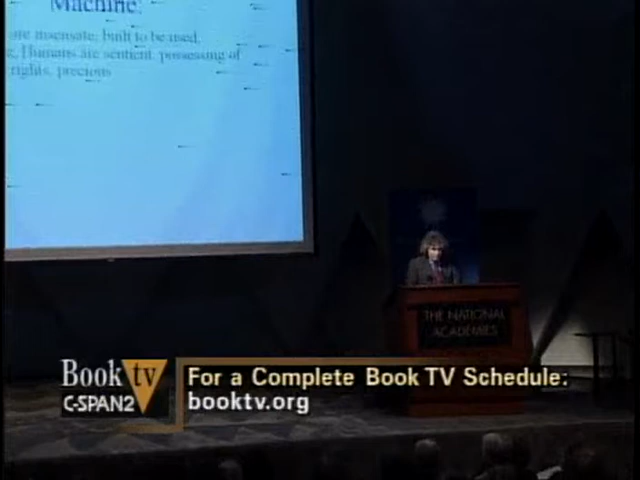 Machine:
are insensate, built to be used.
Humans are sentient, possessing of
rights, precious
THE NATIONAL
ACADEMIES
Book tv
C-SPAN2
For a Complete Book TV Schedule:
booktv.org